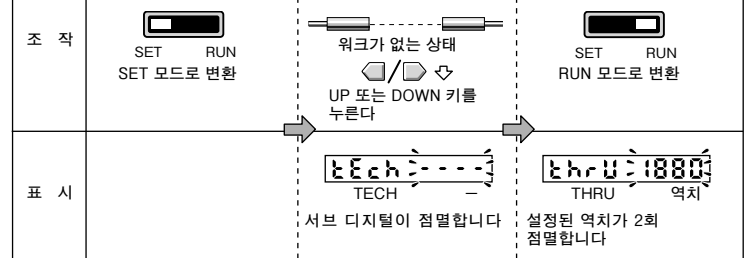 조 작
SET RUN
SET 모드로 변환
워크가 없는 상태
/
UP 또는 DOWN 키를
누른다
SET RUN
RUN 모드로 변환
표 시
tEch ----
TECH –
서브 디지털이 점멸합니다
thrU 1880
THRU 역치
설정된 역치가 2회
점멸합니다